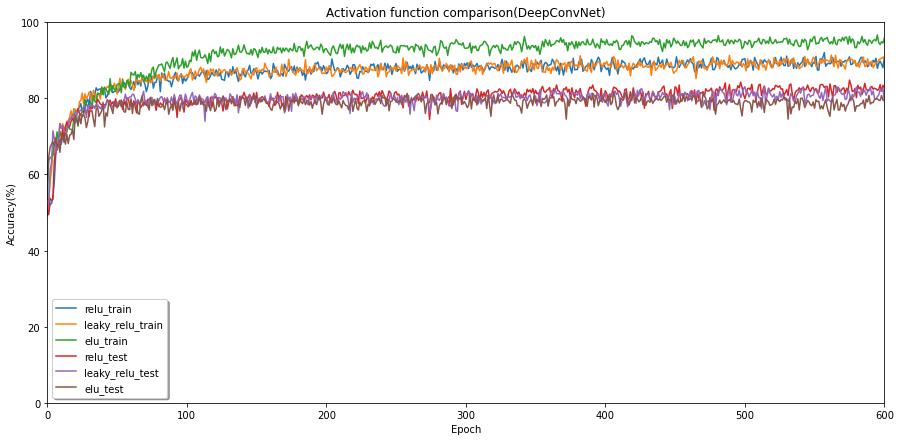 Activation function comparison(DeepConvNet)
100
80
60
40
20
0
Accuracy(%)
relu_train
leaky_relu_train
elu_train
relu_test
leaky_relu_test
elu_test
0 100 200 300 400 500 600
Epoch